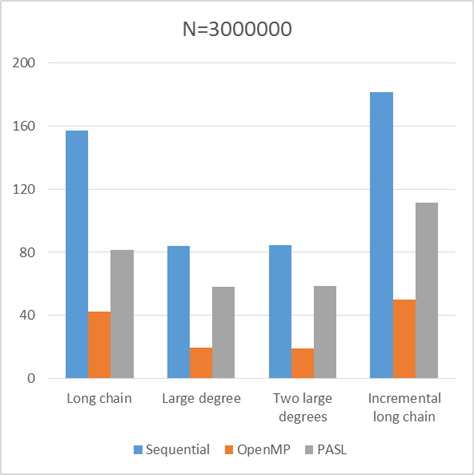 N=3000000
200
160
120
80
40
0
Long chain
Large degree
Two large
degrees
Incremental
long chain
Sequential
OpenMP
PASL